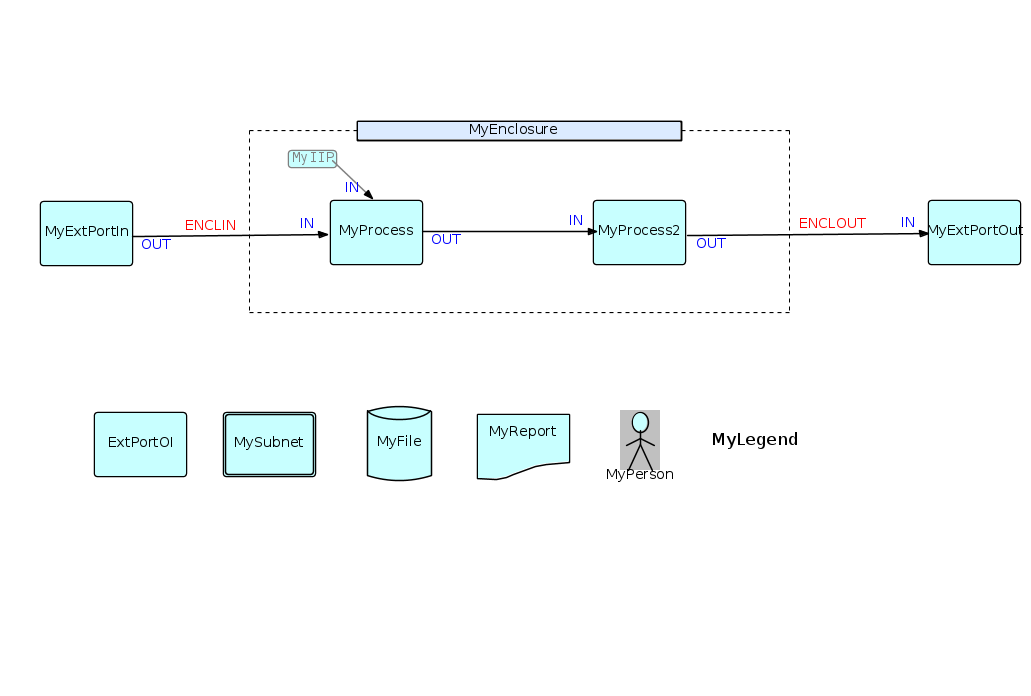 MyEnclosure
MyIIP
IN
MyExtPortIn
OUT
ENCLIN
IN
MyProcess
OUT
IN
MyProcess2
OUT
ENCLOUT
IN
MyExtPortOut
ExtPortOI
MySubnet
MyFile
MyReport
MyPerson
MyLegend